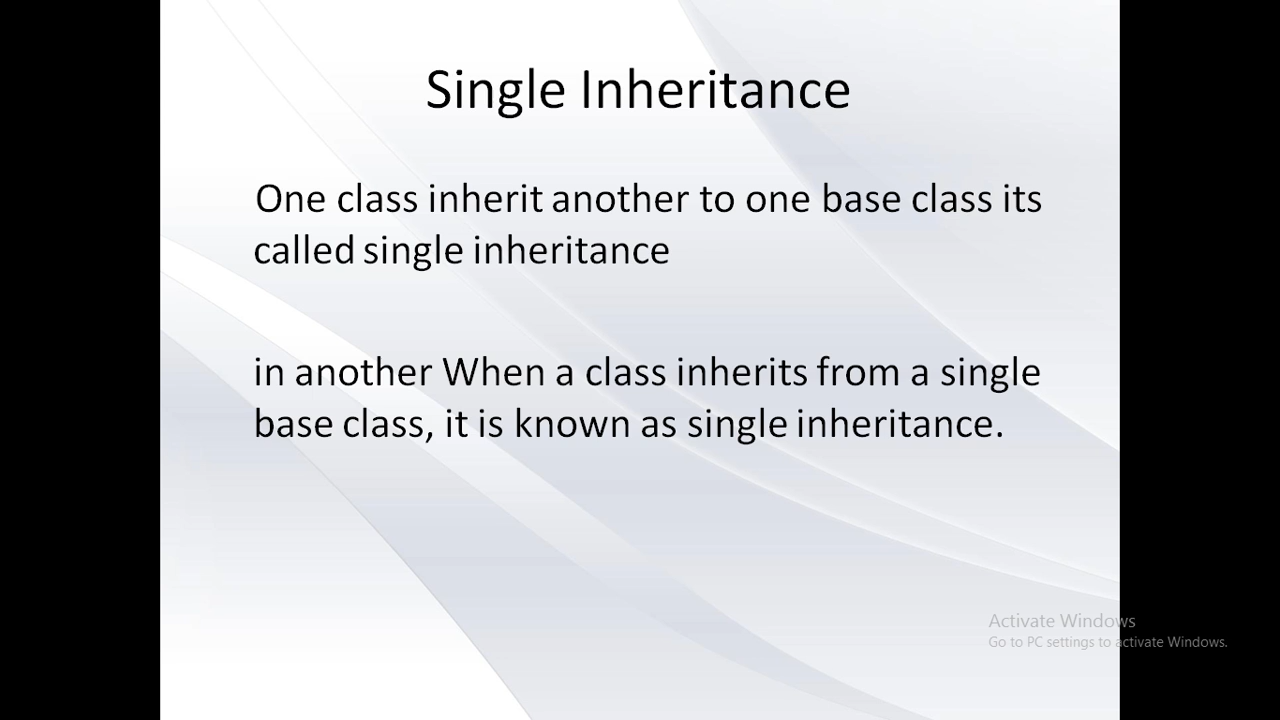 Single Inheritance
One class inherit another to one base class its
called single inheritance
in another When a class inherits from a single
base class, it is known as single inheritance.
Activate Windows
Go to PC settings to activate Windows.